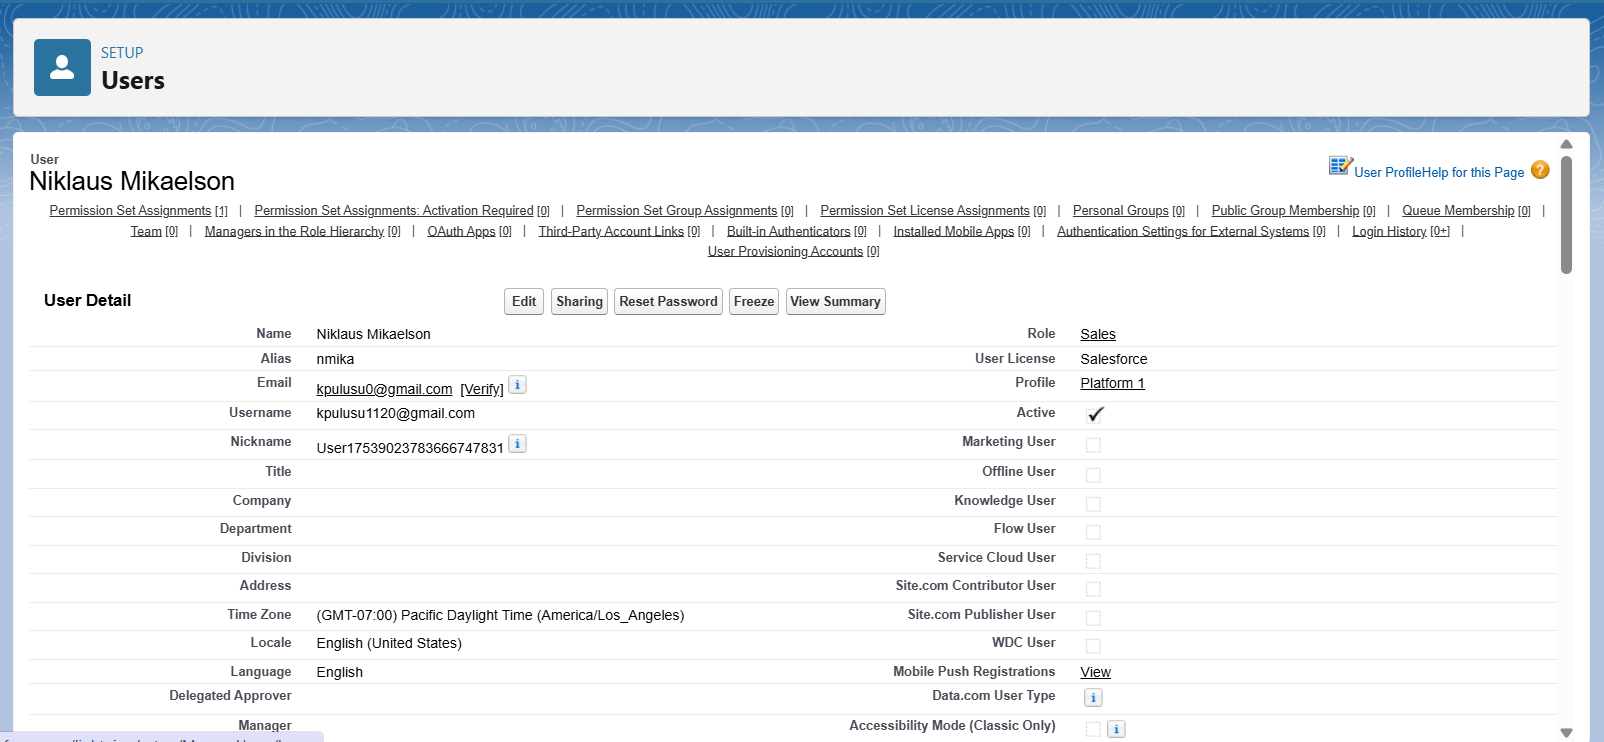 SETUP
Users
User
Niklaus Mikaelson
User Profile Help for this Page ?
Permission Set Assignments [1] | Permission Set Assignments: Activation Required [0] | Permission Set Group Assignments [0] | Permission Set License Assignments [0] | Personal Groups [0] | Public Group Membership [0] | Queue Membership [0] |
Team [0] | Managers in the Role Hierarchy [0] | OAuth Apps [0] | Third-Party Account Links [0] | Built-in Authenticators [0] | Installed Mobile Apps [0] | Authentication Settings for External Systems [0] | Login History [0+] |
User Provisioning Accounts [0]
User Detail Edit Sharing Reset Password Freeze View Summary
Name Niklaus Mikaelson Role Sales
Alias nmika User License Salesforce
Email kpulusu0@gmail.com [Verify] i Profile Platform 1
Username kpulusu1120@gmail.com Active
Nickname User17539023783666747831 i Marketing User
Title Offline User
Company Knowledge User
Department Flow User
Division Service Cloud User
Address Site.com Contributor User
Time Zone (GMT-07:00) Pacific Daylight Time (America/Los_Angeles) Site.com Publisher User
Locale English (United States) WDC User
Language English Mobile Push Registrations View
Delegated Approver Data.com User Type i
Manager Accessibility Mode (Classic Only) i